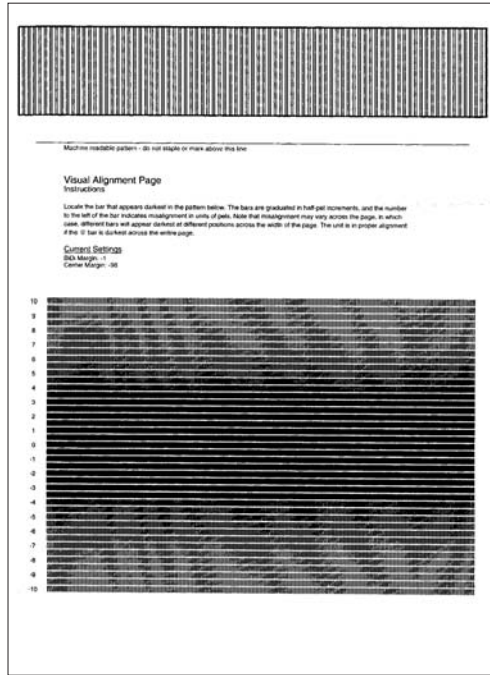 Machine readable pattern - do not staple or mark above this line
Visual Alignment Page
Instructions
Locate the bar that appears darkest in the pattern below. The bars are graduated in half-pel increments, and the number
to the left of the bar indicates misalignment in units of pels. Note that misalignment may vary across the page, in which
case, different bars will appear darkest at different positions across the width of the page. The unit is in proper alignment
if the '0' bar is darkest across the entire page.
Current Settings
BiDi Margin: -1
Center Margin: -36
10
9
8
7
6
5
4
3
2
1
0
-1
-2
-3
-4
-5
-6
-7
-8
-9
-10